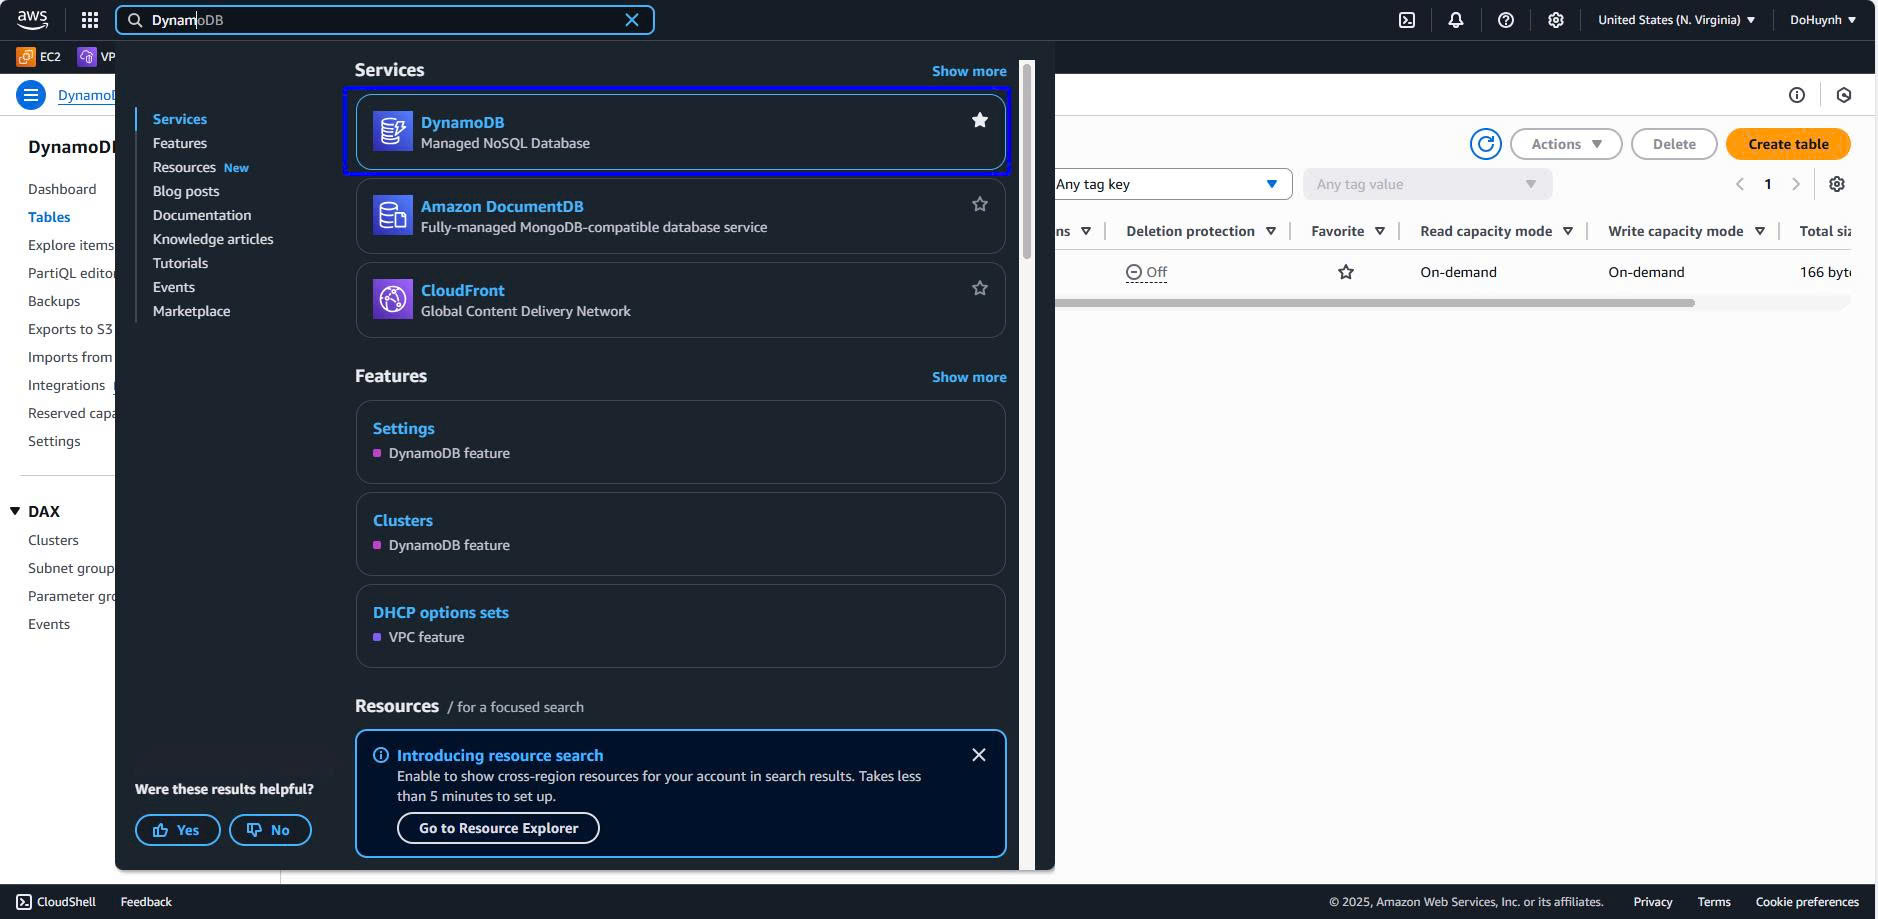 aws
DynamoDB
United States (N. Virginia)
DoHuynh
EC2
VP
Dynamo
DynamoD
Dashboard
Tables
Explore items
PartiQL editor
Backups
Exports to S3
Imports from
Integrations
Reserved capa
Settings
DAX
Clusters
Subnet group
Parameter gro
Events
Services
Features
Resources New
Blog posts
Documentation
Knowledge articles
Tutorials
Events
Marketplace
Were these results helpful?
Yes
No
Services
Show more
DynamoDB
Managed NoSQL Database
Amazon DocumentDB
Fully-managed MongoDB-compatible database service
CloudFront
Global Content Delivery Network
Features
Show more
Settings
DynamoDB feature
Clusters
DynamoDB feature
DHCP options sets
VPC feature
Resources / for a focused search
Introducing resource search
Enable to show cross-region resources for your account in search results. Takes less
than 5 minutes to set up.
Go to Resource Explorer
Actions
Delete
Create table
Any tag key
Any tag value
1
ns
Deletion protection
Favorite
Read capacity mode
Write capacity mode
Total siz
Off
On-demand
On-demand
166 byte
CloudShell
Feedback
© 2025, Amazon Web Services, Inc. or its affiliates.
Privacy
Terms
Cookie preferences